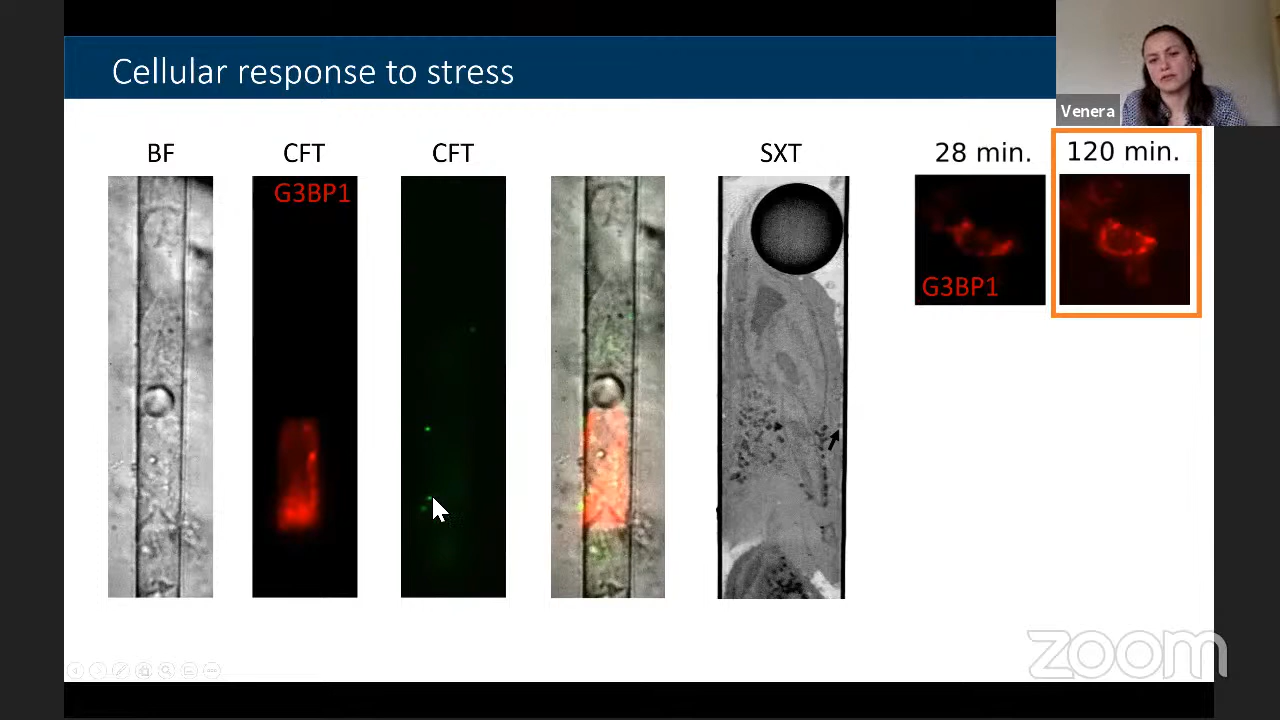 Cellular response to stress
Venera
BF
CFT
CFT
SXT
28 min.
120 min.
G3BP1
G3BP1
zoom